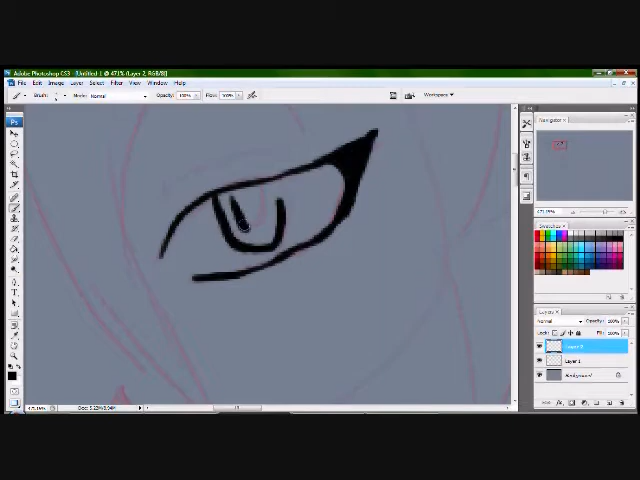 Adobe Photoshop CS3 - [Untitled-1 @ 471% (Layer 2, RGB/8)]
File Edit Image Layer Select Filter View Window Help
Brush: Mode: Normal Opacity: 100% Flow: 100% Workspace
Ps
Navigator ×
Swatches ×
Layers ×
Normal Opacity: 100%
Lock: Fill: 100%
Layer 2
Layer 1
Background